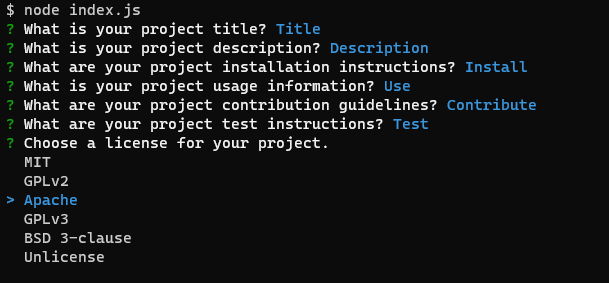 $ node index.js
? What is your project title? Title
? What is your project description? Description
? What are your project installation instructions? Install
? What is your project usage information? Use
? What are your project contribution guidelines? Contribute
? What are your project test instructions? Test
? Choose a license for your project.
MIT
GPLv2
> Apache
GPLv3
BSD 3-clause
Unlicense